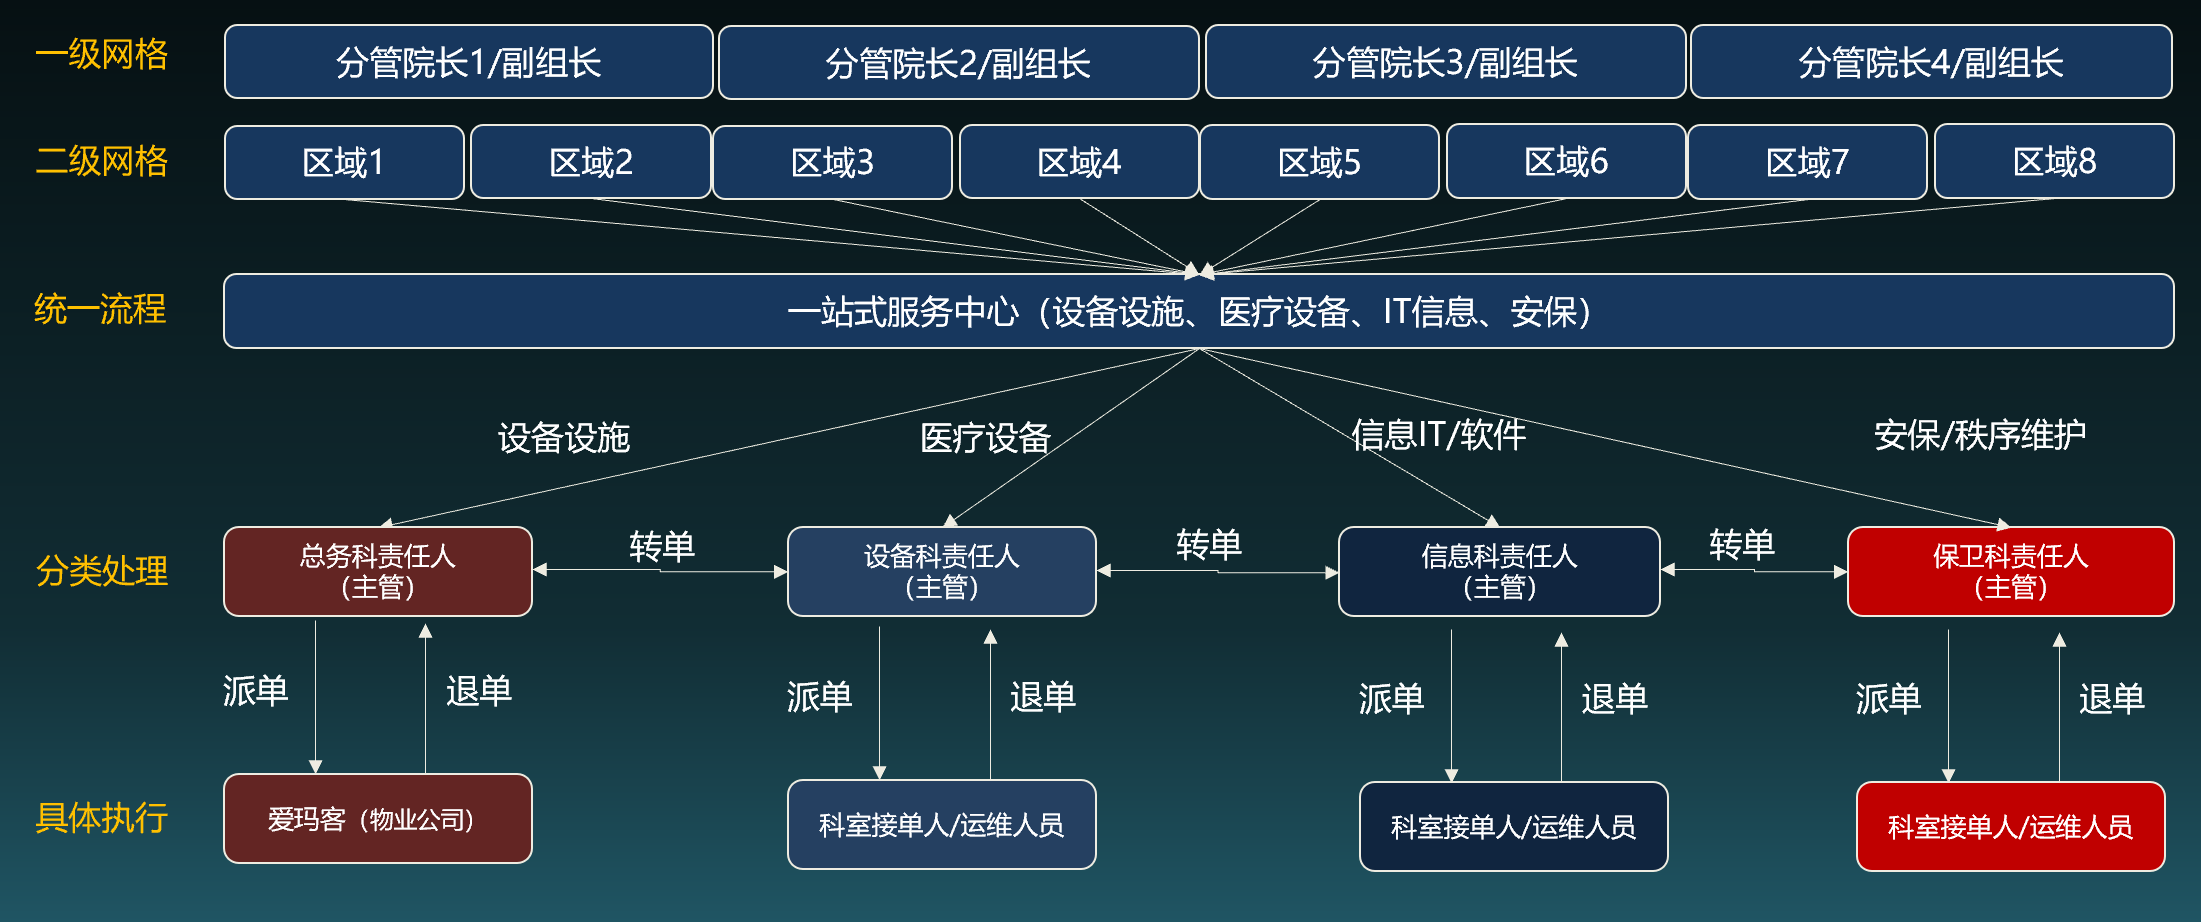 一级网格
分管院长1/副组长
分管院长2/副组长
分管院长3/副组长
分管院长4/副组长
二级网格
区域1
区域2
区域3
区域4
区域5
区域6
区域7
区域8
统一流程
一站式服务中心（设备设施、医疗设备、IT信息、安保）
设备设施
医疗设备
信息IT/软件
安保/秩序维护
分类处理
总务科责任人
（主管）
转单
设备科责任人
（主管）
转单
信息科责任人
（主管）
转单
保卫科责任人
（主管）
派单
退单
派单
退单
派单
退单
派单
退单
具体执行
爱玛客（物业公司）
科室接单人/运维人员
科室接单人/运维人员
科室接单人/运维人员